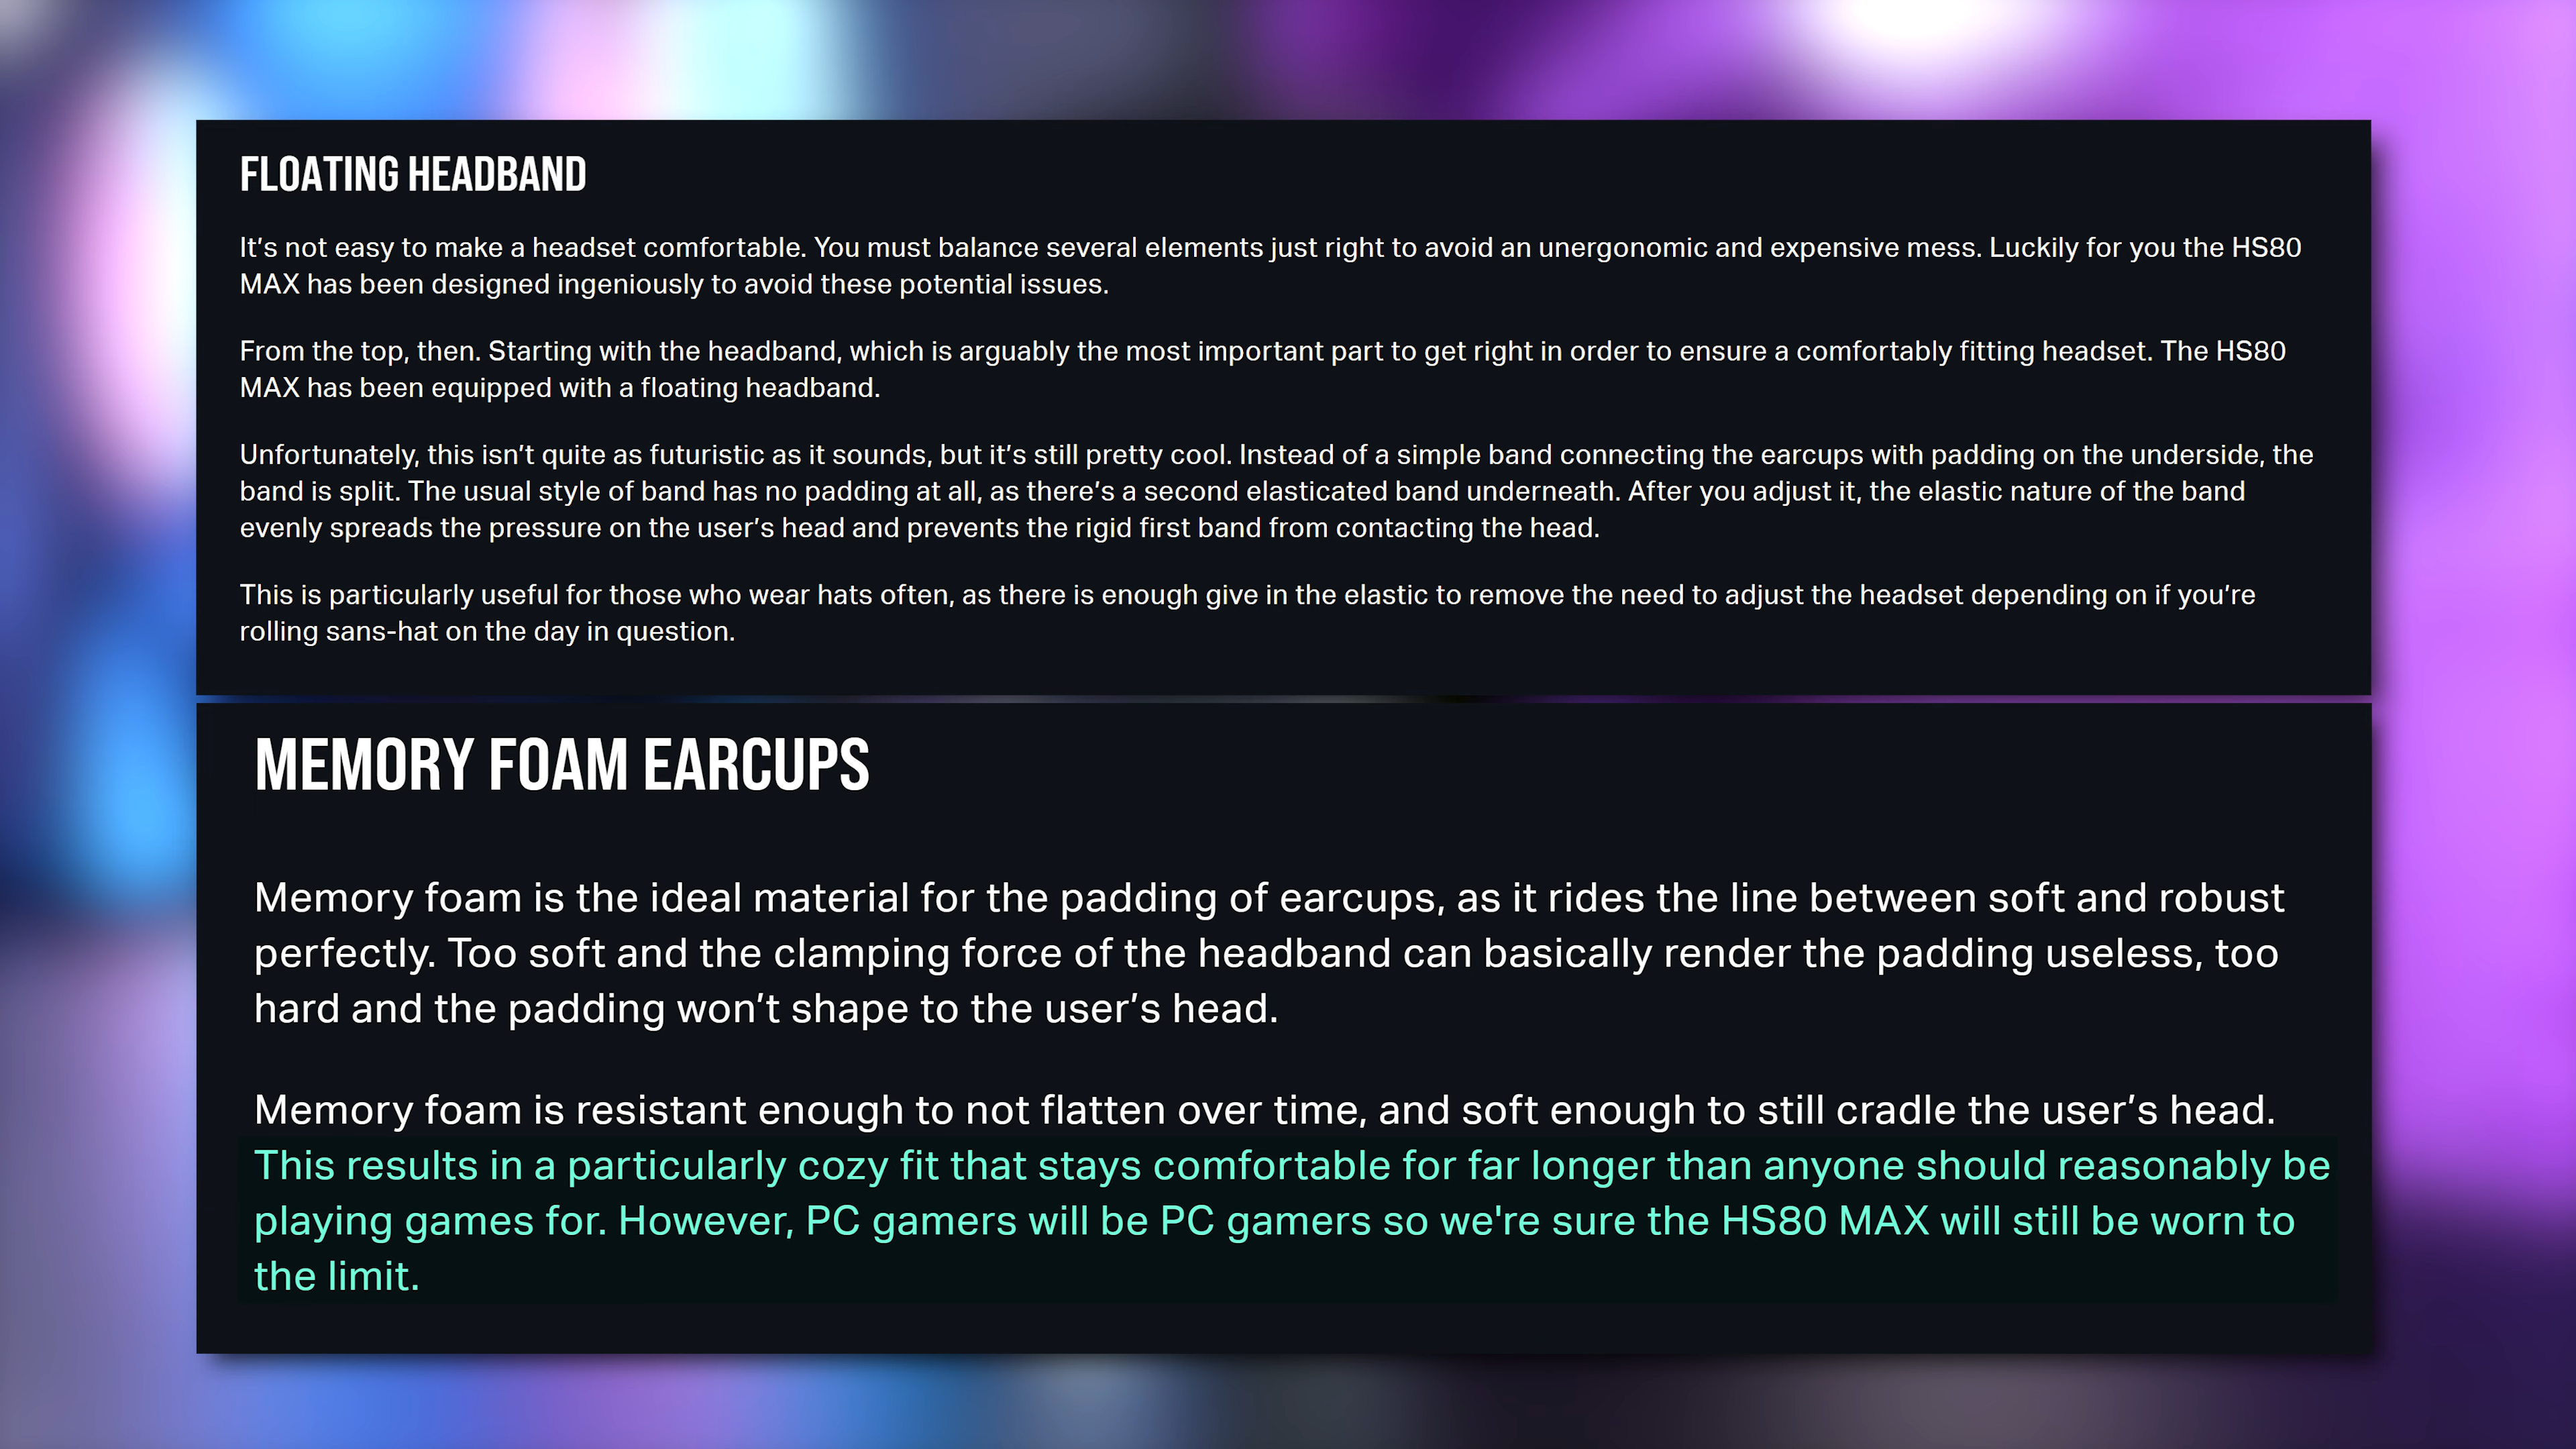 FLOATING HEADBAND
It’s not easy to make a headset comfortable. You must balance several elements just right to avoid an unergonomic and expensive mess. Luckily for you the HS80
MAX has been designed ingeniously to avoid these potential issues.
From the top, then. Starting with the headband, which is arguably the most important part to get right in order to ensure a comfortably fitting headset. The HS80
MAX has been equipped with a floating headband.
Unfortunately, this isn’t quite as futuristic as it sounds, but it’s still pretty cool. Instead of a simple band connecting the earcups with padding on the underside, the
band is split. The usual style of band has no padding at all, as there’s a second elasticated band underneath. After you adjust it, the elastic nature of the band
evenly spreads the pressure on the user’s head and prevents the rigid first band from contacting the head.
This is particularly useful for those who wear hats often, as there is enough give in the elastic to remove the need to adjust the headset depending on if you’re
rolling sans-hat on the day in question.
MEMORY FOAM EARCUPS
Memory foam is the ideal material for the padding of earcups, as it rides the line between soft and robust
perfectly. Too soft and the clamping force of the headband can basically render the padding useless, too
hard and the padding won’t shape to the user’s head.
Memory foam is resistant enough to not flatten over time, and soft enough to still cradle the user’s head.
This results in a particularly cozy fit that stays comfortable for far longer than anyone should reasonably be
playing games for. However, PC gamers will be PC gamers so we're sure the HS80 MAX will still be worn to
the limit.